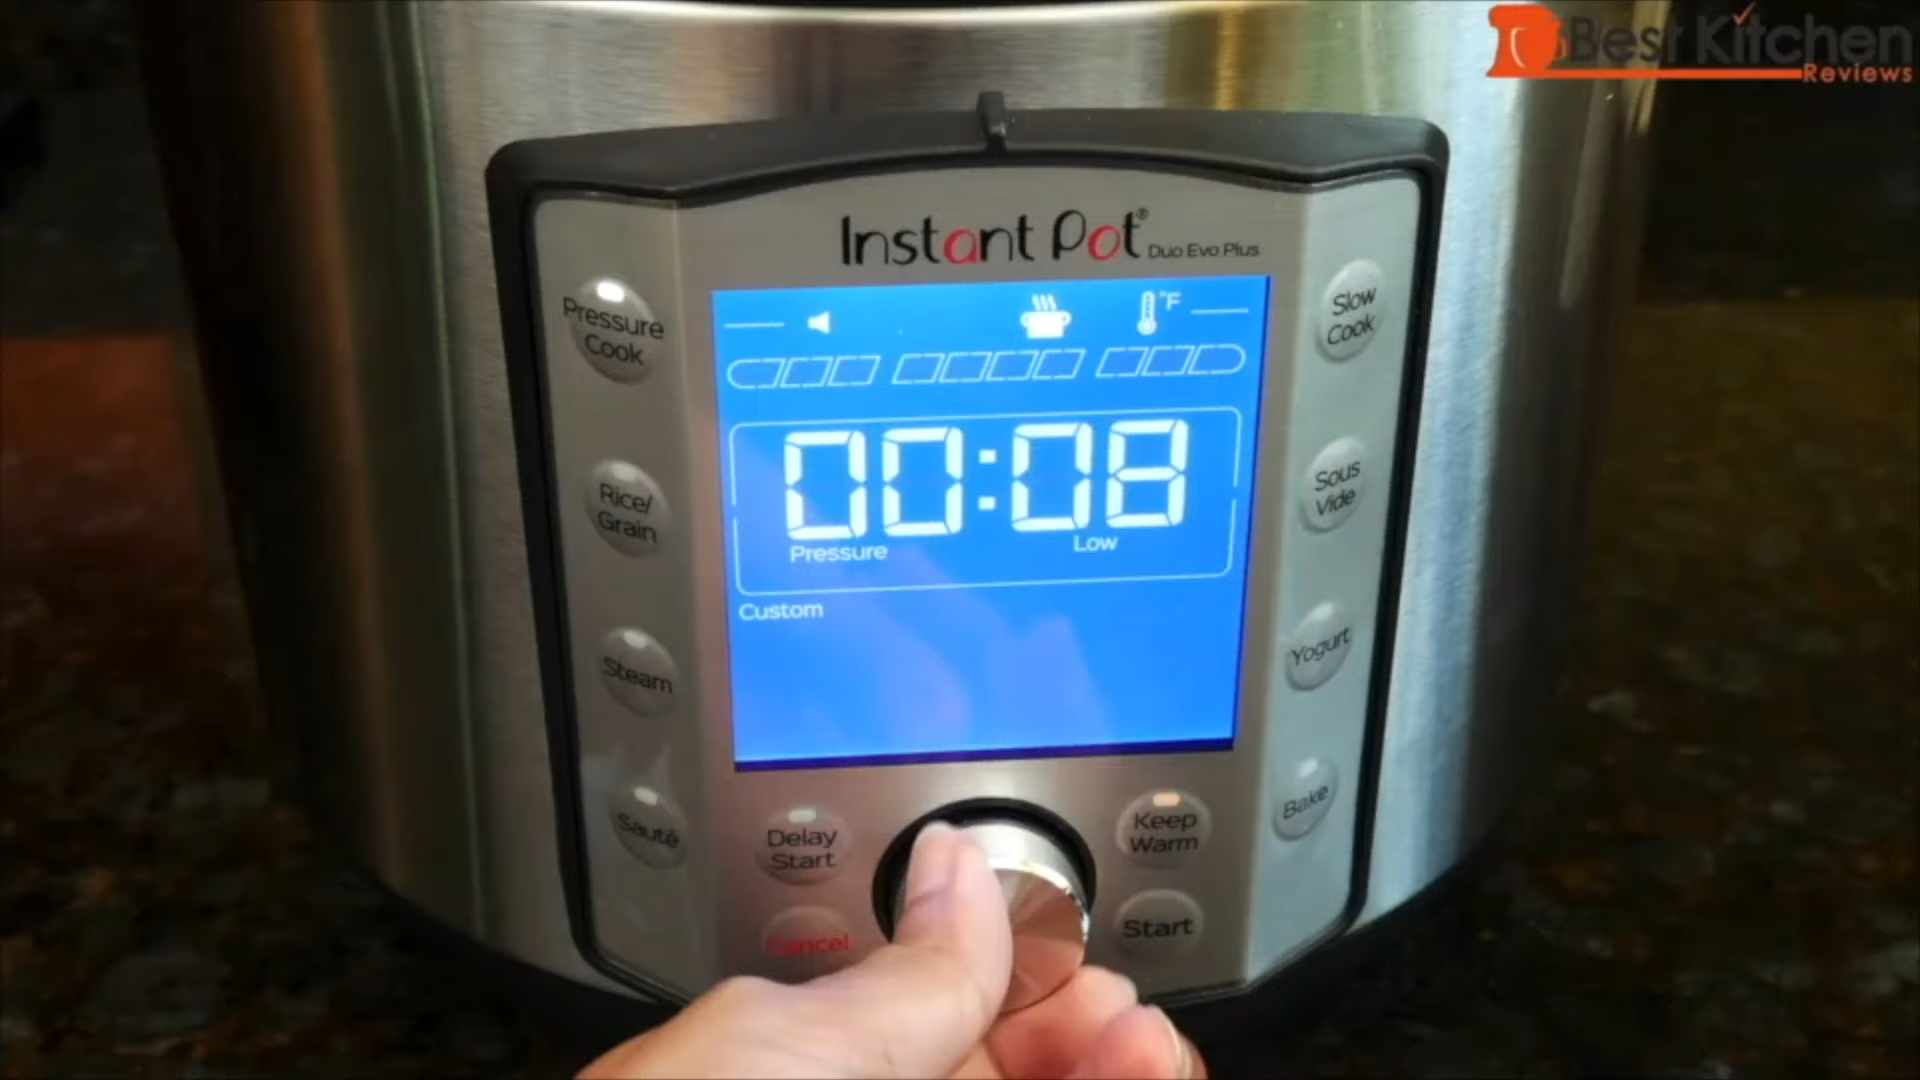 Best Kitchen
Reviews
Instant Pot® Duo Evo Plus
°F
00:08
Pressure Low
Custom
Pressure
Cook
Rice/
Grain
Steam
Sauté
Delay
Start
Cancel
Keep
Warm
Start
Slow
Cook
Sous
Vide
Yogurt
Bake